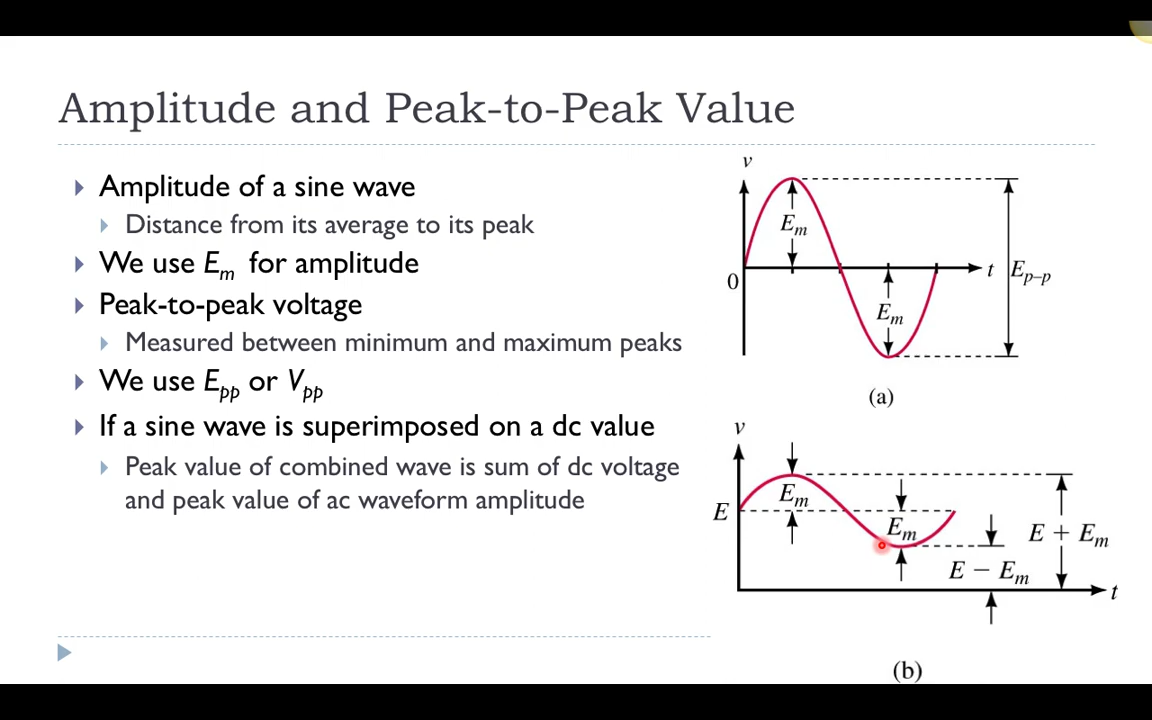 Amplitude and Peak-to-Peak Value
Amplitude of a sine wave
Distance from its average to its peak
We use Em for amplitude
Peak-to-peak voltage
Measured between minimum and maximum peaks
We use Epp or Vpp
If a sine wave is superimposed on a dc value
Peak value of combined wave is sum of dc voltage
and peak value of ac waveform amplitude
v
Em
0
t
Ep–p
Em
(a)
v
Em
E
Em
E + Em
E − Em
t
(b)